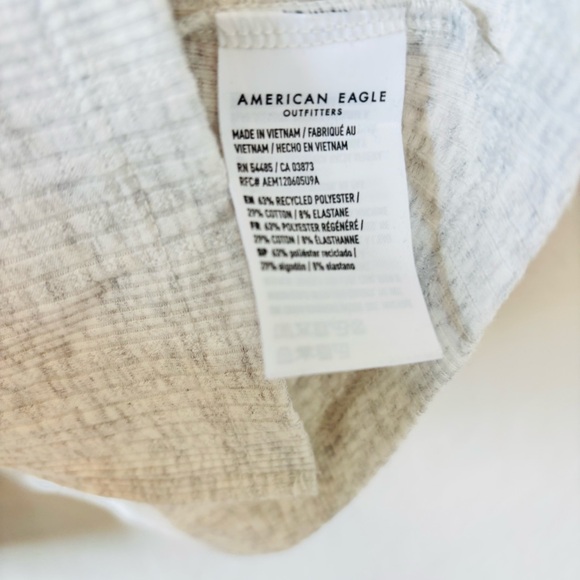 AMERICAN EAGLE
OUTFITTERS
MADE IN VIETNAM / FABRIQUÉ AU
VIETNAM / HECHO EN VIETNAM
RN 54485 / CA 03873
RFC# AEM120605U9A
EN 63% RECYCLED POLYESTER /
29% COTTON / 8% ELASTANE
FR 63% POLYESTER RÉGÉNÉRÉ /
29% COTON / 8% ÉLASTHANNE
SP 63% poliéster reciclado /
29% algodón / 8% elastano